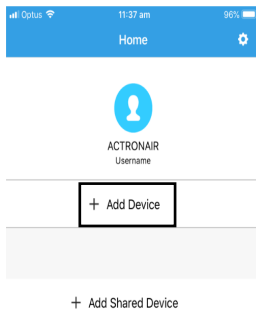 Optus 11:37 am 96%
Home
ACTRONAIR
Username
+ Add Device
+ Add Shared Device